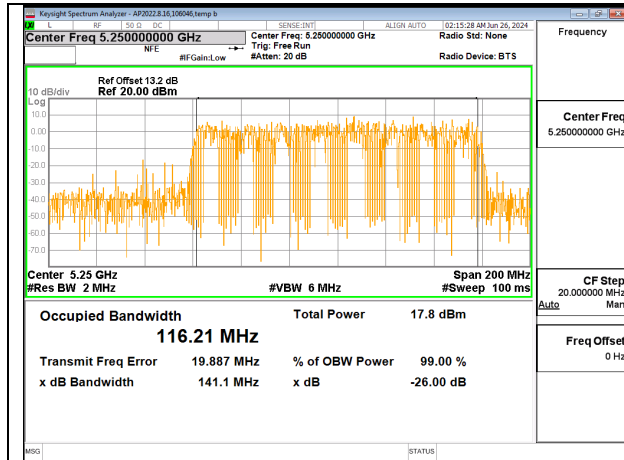 Keysight Spectrum Analyzer - AP2022.8.16,106046,temp b
L RF 50 Ω DC SENSE:INT ALIGN AUTO 02:15:28 AM Jun 26, 2024
Center Freq 5.250000000 GHz
Center Freq: 5.250000000 GHz
Radio Std: None
NFE
Trig: Free Run
#IFGain:Low
#Atten: 20 dB
Radio Device: BTS
Ref Offset 13.2 dB
10 dB/div
Ref 20.00 dBm
Log
10.0
0.00
-10.0
-20.0
-30.0
-40.0
-50.0
-60.0
-70.0
Center 5.25 GHz
Span 200 MHz
#Res BW 2 MHz
#VBW 6 MHz
#Sweep 100 ms
Occupied Bandwidth
Total Power 17.8 dBm
116.21 MHz
Transmit Freq Error 19.887 MHz
% of OBW Power 99.00 %
x dB Bandwidth 141.1 MHz
x dB -26.00 dB
MSG
STATUS
Frequency
Center Freq
5.250000000 GHz
CF Step
20.000000 MHz
Auto Man
Freq Offset
0 Hz